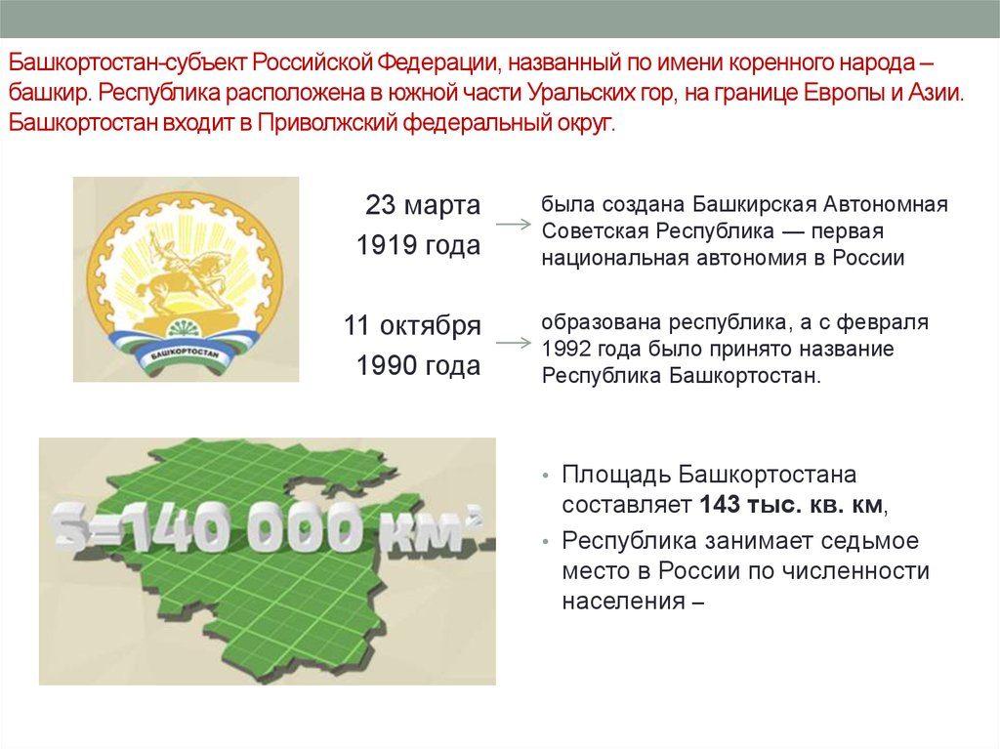 Башкортостан-субъект Российской Федерации, названный по имени коренного народа –
башкир. Республика расположена в южной части Уральских гор, на границе Европы и Азии.
Башкортостан входит в Приволжский федеральный округ.
23 марта
1919 года
была создана Башкирская Автономная
Советская Республика — первая
национальная автономия в России
БАШКОРТОСТАН
11 октября
1990 года
образована республика, а с февраля
1992 года было принято название
Республика Башкортостан.
S=140 000 км²
• Площадь Башкортостана
составляет 143 тыс. кв. км,
• Республика занимает седьмое
место в России по численности
населения –